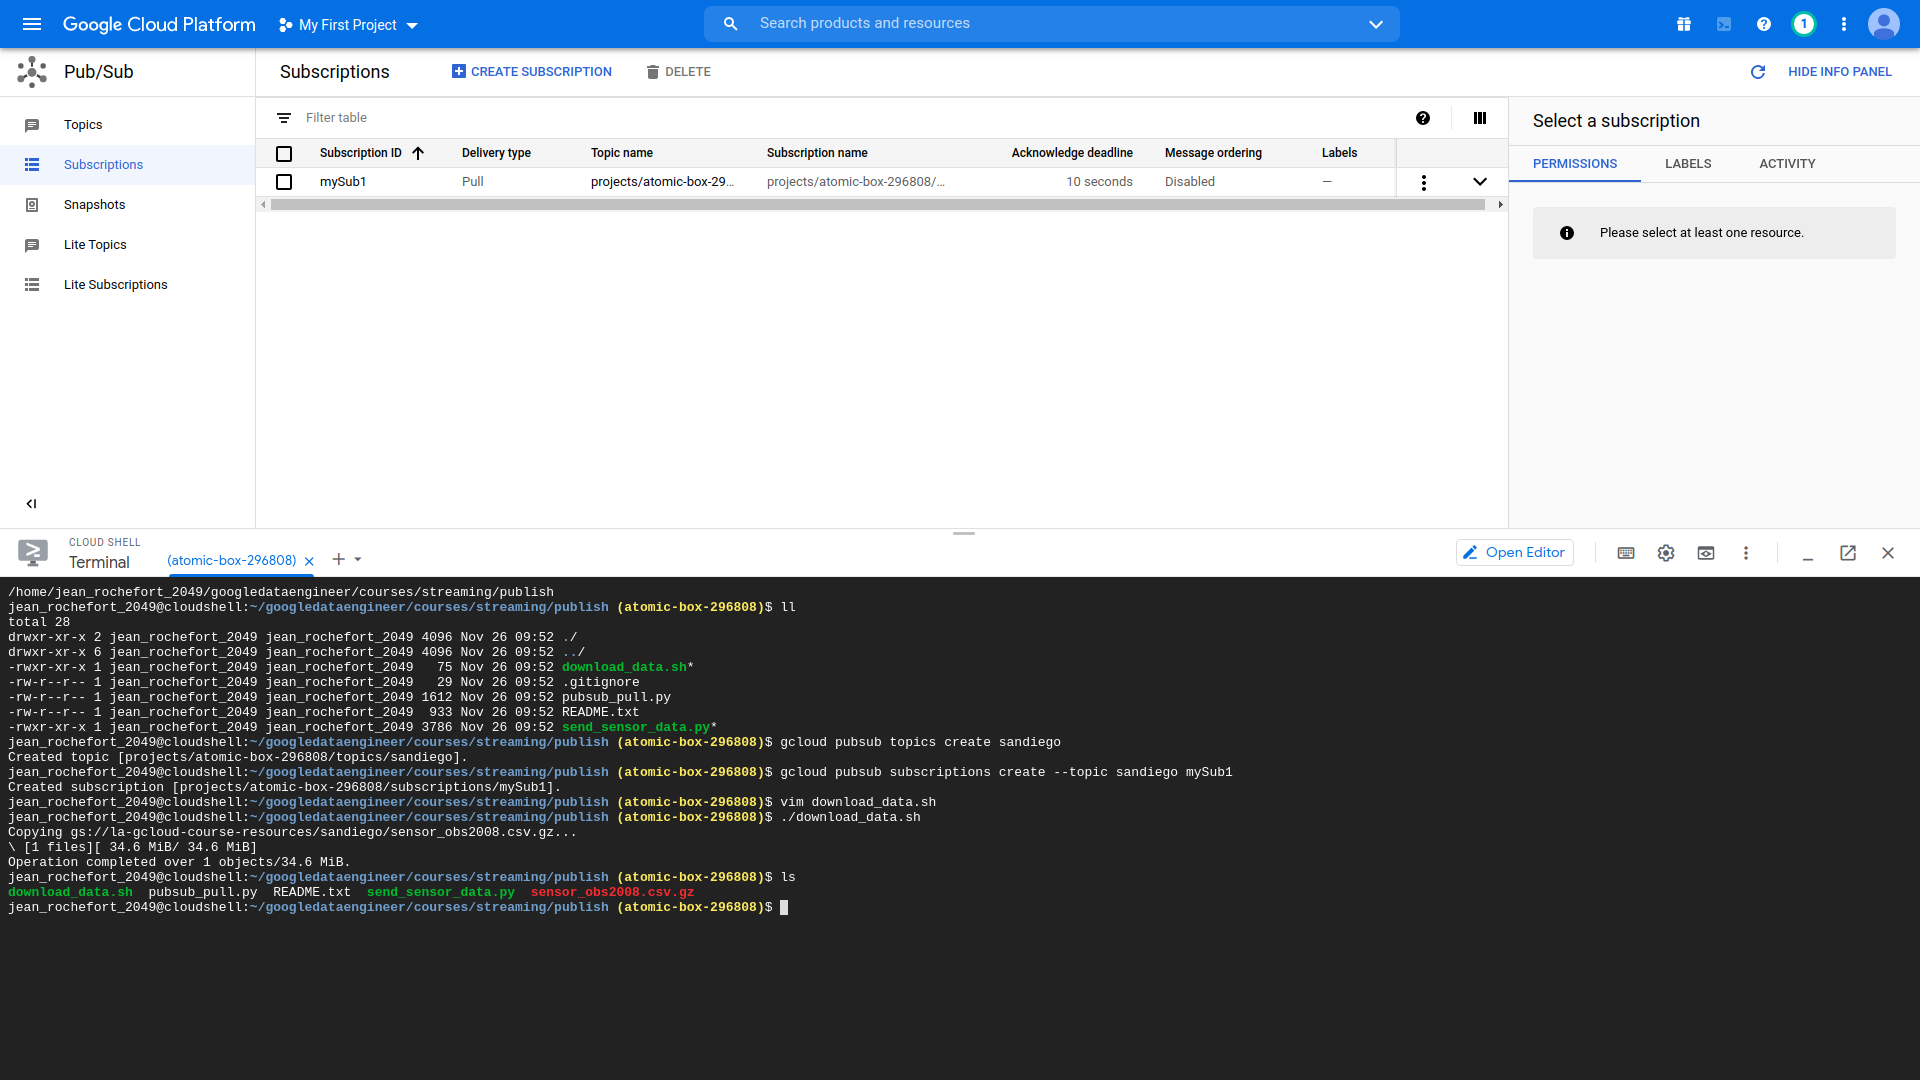 Google Cloud Platform
My First Project
Search products and resources
1
Pub/Sub
Subscriptions
CREATE SUBSCRIPTION
DELETE
HIDE INFO PANEL
Topics
Subscriptions
Snapshots
Lite Topics
Lite Subscriptions
Filter table
Subscription ID Delivery type Topic name Subscription name Acknowledge deadline Message ordering Labels
mySub1 Pull projects/atomic-box-29... projects/atomic-box-296808/... 10 seconds Disabled —
Select a subscription
PERMISSIONS LABELS ACTIVITY
Please select at least one resource.
CLOUD SHELL
Terminal
(atomic-box-296808)
Open Editor
/home/jean_rochefort_2049/googledataengineer/courses/streaming/publish
jean_rochefort_2049@cloudshell:~/googledataengineer/courses/streaming/publish (atomic-box-296808)$ ll
total 28
drwxr-xr-x 2 jean_rochefort_2049 jean_rochefort_2049 4096 Nov 26 09:52 ./
drwxr-xr-x 6 jean_rochefort_2049 jean_rochefort_2049 4096 Nov 26 09:52 ../
-rwxr-xr-x 1 jean_rochefort_2049 jean_rochefort_2049   75 Nov 26 09:52 download_data.sh*
-rw-r--r-- 1 jean_rochefort_2049 jean_rochefort_2049   29 Nov 26 09:52 .gitignore
-rw-r--r-- 1 jean_rochefort_2049 jean_rochefort_2049 1612 Nov 26 09:52 pubsub_pull.py
-rw-r--r-- 1 jean_rochefort_2049 jean_rochefort_2049  933 Nov 26 09:52 README.txt
-rwxr-xr-x 1 jean_rochefort_2049 jean_rochefort_2049 3786 Nov 26 09:52 send_sensor_data.py*
jean_rochefort_2049@cloudshell:~/googledataengineer/courses/streaming/publish (atomic-box-296808)$ gcloud pubsub topics create sandiego
Created topic [projects/atomic-box-296808/topics/sandiego].
jean_rochefort_2049@cloudshell:~/googledataengineer/courses/streaming/publish (atomic-box-296808)$ gcloud pubsub subscriptions create --topic sandiego mySub1
Created subscription [projects/atomic-box-296808/subscriptions/mySub1].
jean_rochefort_2049@cloudshell:~/googledataengineer/courses/streaming/publish (atomic-box-296808)$ vim download_data.sh
jean_rochefort_2049@cloudshell:~/googledataengineer/courses/streaming/publish (atomic-box-296808)$ ./download_data.sh
Copying gs://la-gcloud-course-resources/sandiego/sensor_obs2008.csv.gz...
\ [1 files][ 34.6 MiB/ 34.6 MiB]
Operation completed over 1 objects/34.6 MiB.
jean_rochefort_2049@cloudshell:~/googledataengineer/courses/streaming/publish (atomic-box-296808)$ ls
download_data.sh  pubsub_pull.py  README.txt  send_sensor_data.py  sensor_obs2008.csv.gz
jean_rochefort_2049@cloudshell:~/googledataengineer/courses/streaming/publish (atomic-box-296808)$